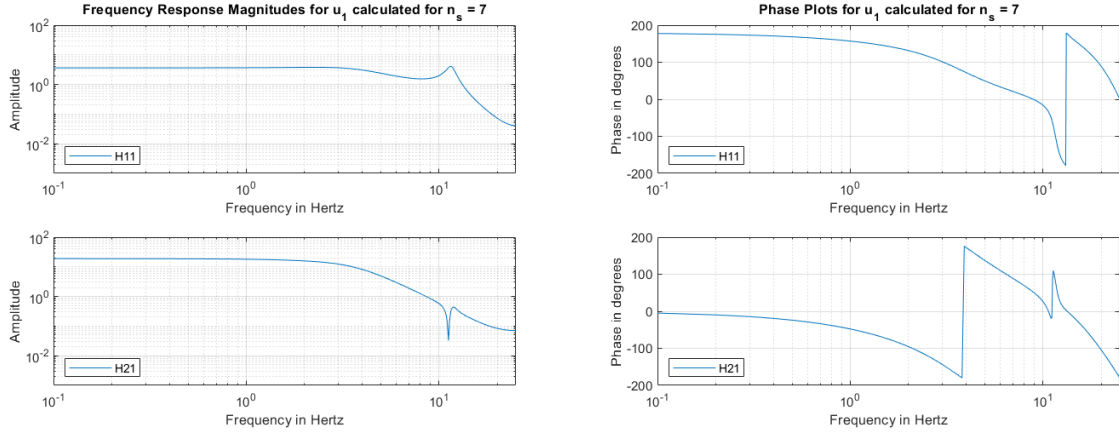 Frequency Response Magnitudes for u_1 calculated for n_s = 7
10^2
10^0
10^-2
Amplitude
H11
10^-1
10^0
10^1
Frequency in Hertz
Phase Plots for u_1 calculated for n_s = 7
200
100
0
-100
-200
Phase in degrees
H11
10^-1
10^0
10^1
Frequency in Hertz
10^2
10^0
10^-2
Amplitude
H21
10^-1
10^0
10^1
Frequency in Hertz
200
100
0
-100
-200
Phase in degrees
H21
10^-1
10^0
10^1
Frequency in Hertz